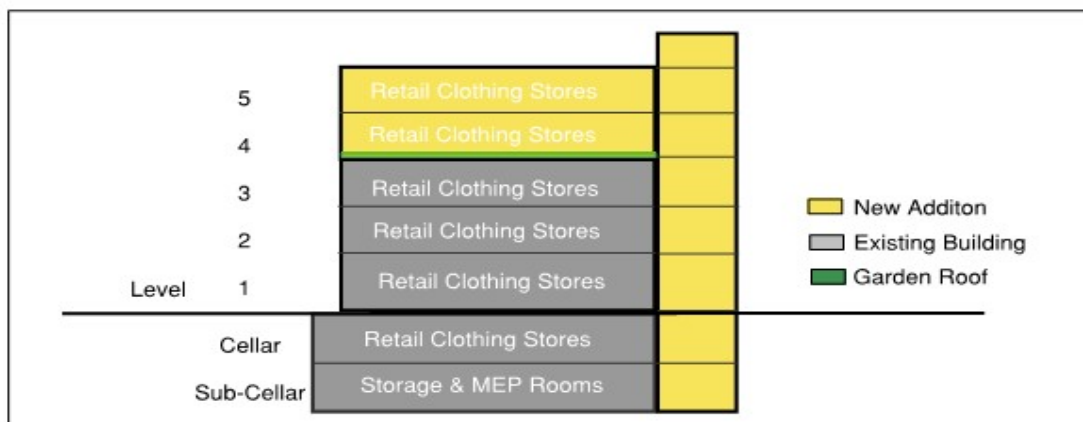 5 Retail Clothing Stores
4 Retail Clothing Stores
3 Retail Clothing Stores
2 Retail Clothing Stores
Level 1 Retail Clothing Stores
Cellar Retail Clothing Stores
Sub-Cellar Storage & MEP Rooms
New Additon
Existing Building
Garden Roof